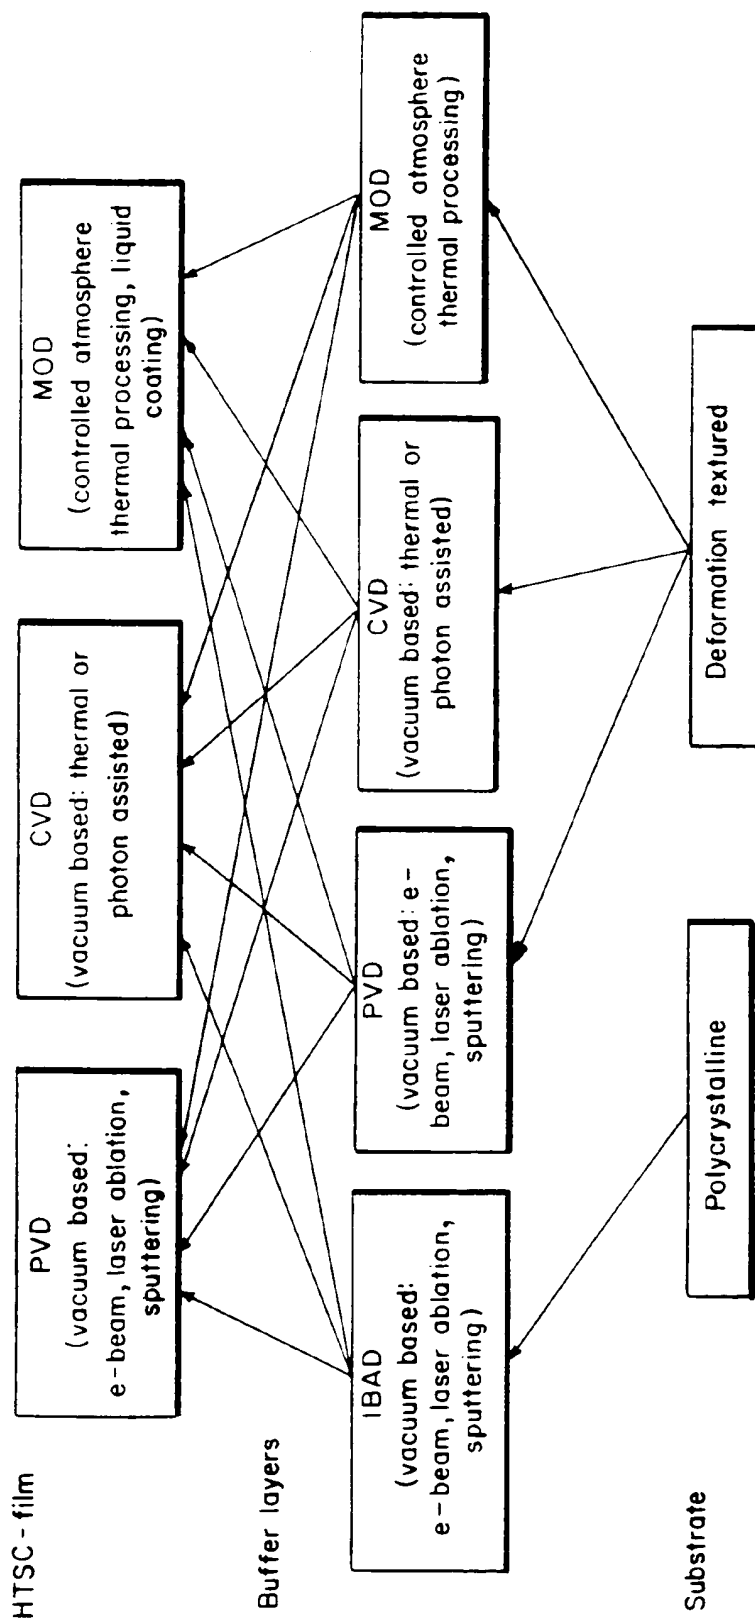 HTSC-film
PVD
(vacuum based:
e-beam, laser ablation,
sputtering)
CVD
(vacuum based: thermal or
photon assisted)
MOD
(controlled atmosphere
thermal processing, liquid
coating)
Buffer layers
IBAD
(vacuum based:
e-beam, laser ablation,
sputtering)
PVD
(vacuum based: e-
beam, laser ablation,
sputtering)
CVD
(vacuum based: thermal or
photon assisted)
MOD
(controlled atmosphere
thermal processing)
Substrate
Polycrystalline
Deformation textured